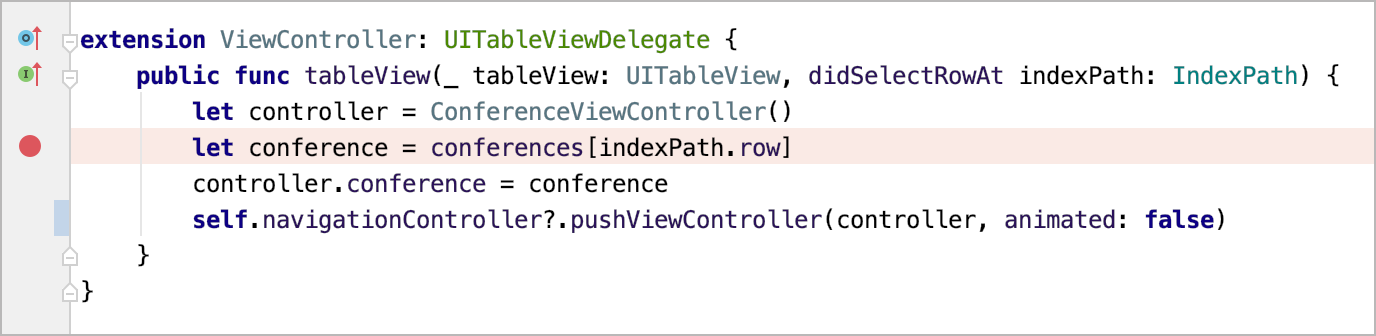 extension ViewController: UITableViewDelegate {
    public func tableView(_ tableView: UITableView, didSelectRowAt indexPath: IndexPath) {
        let controller = ConferenceViewController()
        let conference = conferences[indexPath.row]
        controller.conference = conference
        self.navigationController?.pushViewController(controller, animated: false)
    }
}